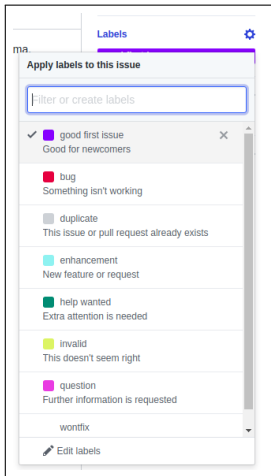 Labels
ma.
Apply labels to this issue
Filter or create labels
good first issue
Good for newcomers
bug
Something isn't working
duplicate
This issue or pull request already exists
enhancement
New feature or request
help wanted
Extra attention is needed
invalid
This doesn't seem right
question
Further information is requested
wontfix
Edit labels